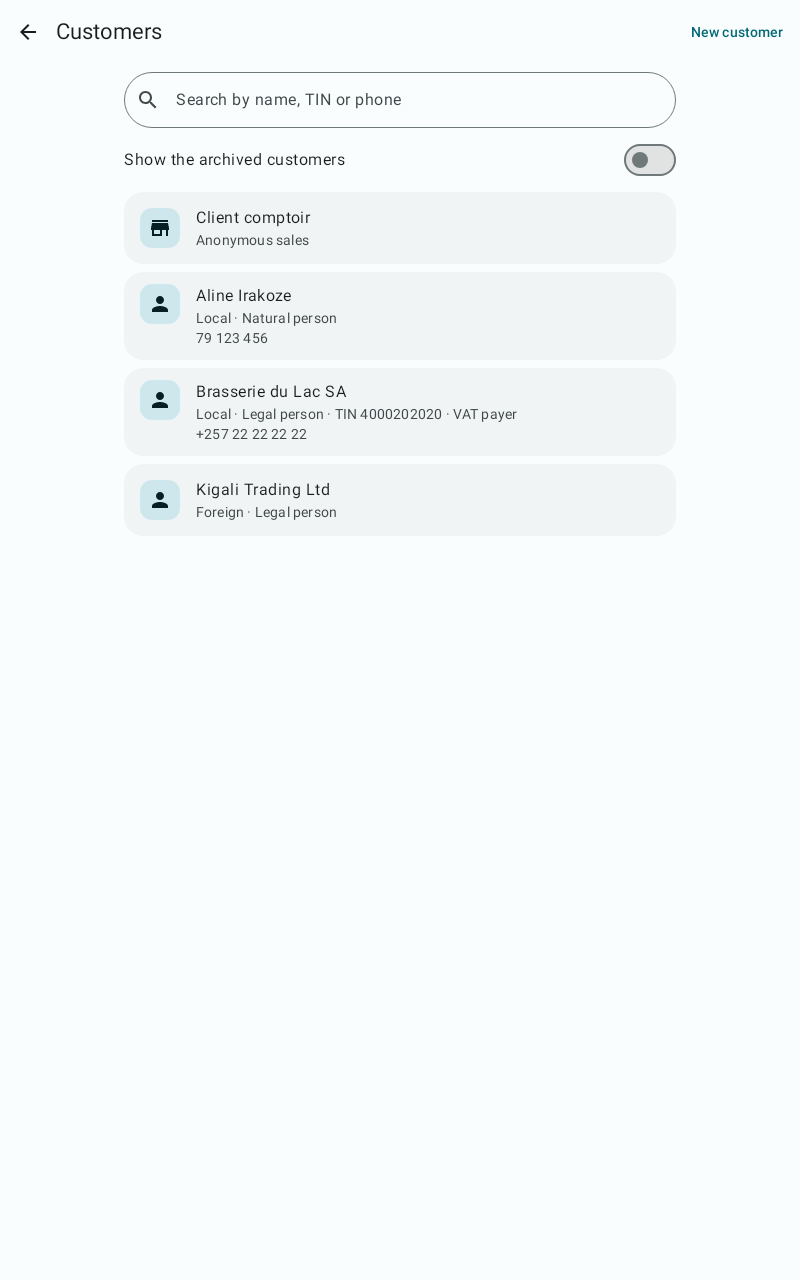 Customers
New customer
Search by name, TIN or phone
Show the archived customers
Client comptoir
Anonymous sales
Aline Irakoze
Local · Natural person
79 123 456
Brasserie du Lac SA
Local · Legal person · TIN 4000202020 · VAT payer
+257 22 22 22 22
Kigali Trading Ltd
Foreign · Legal person